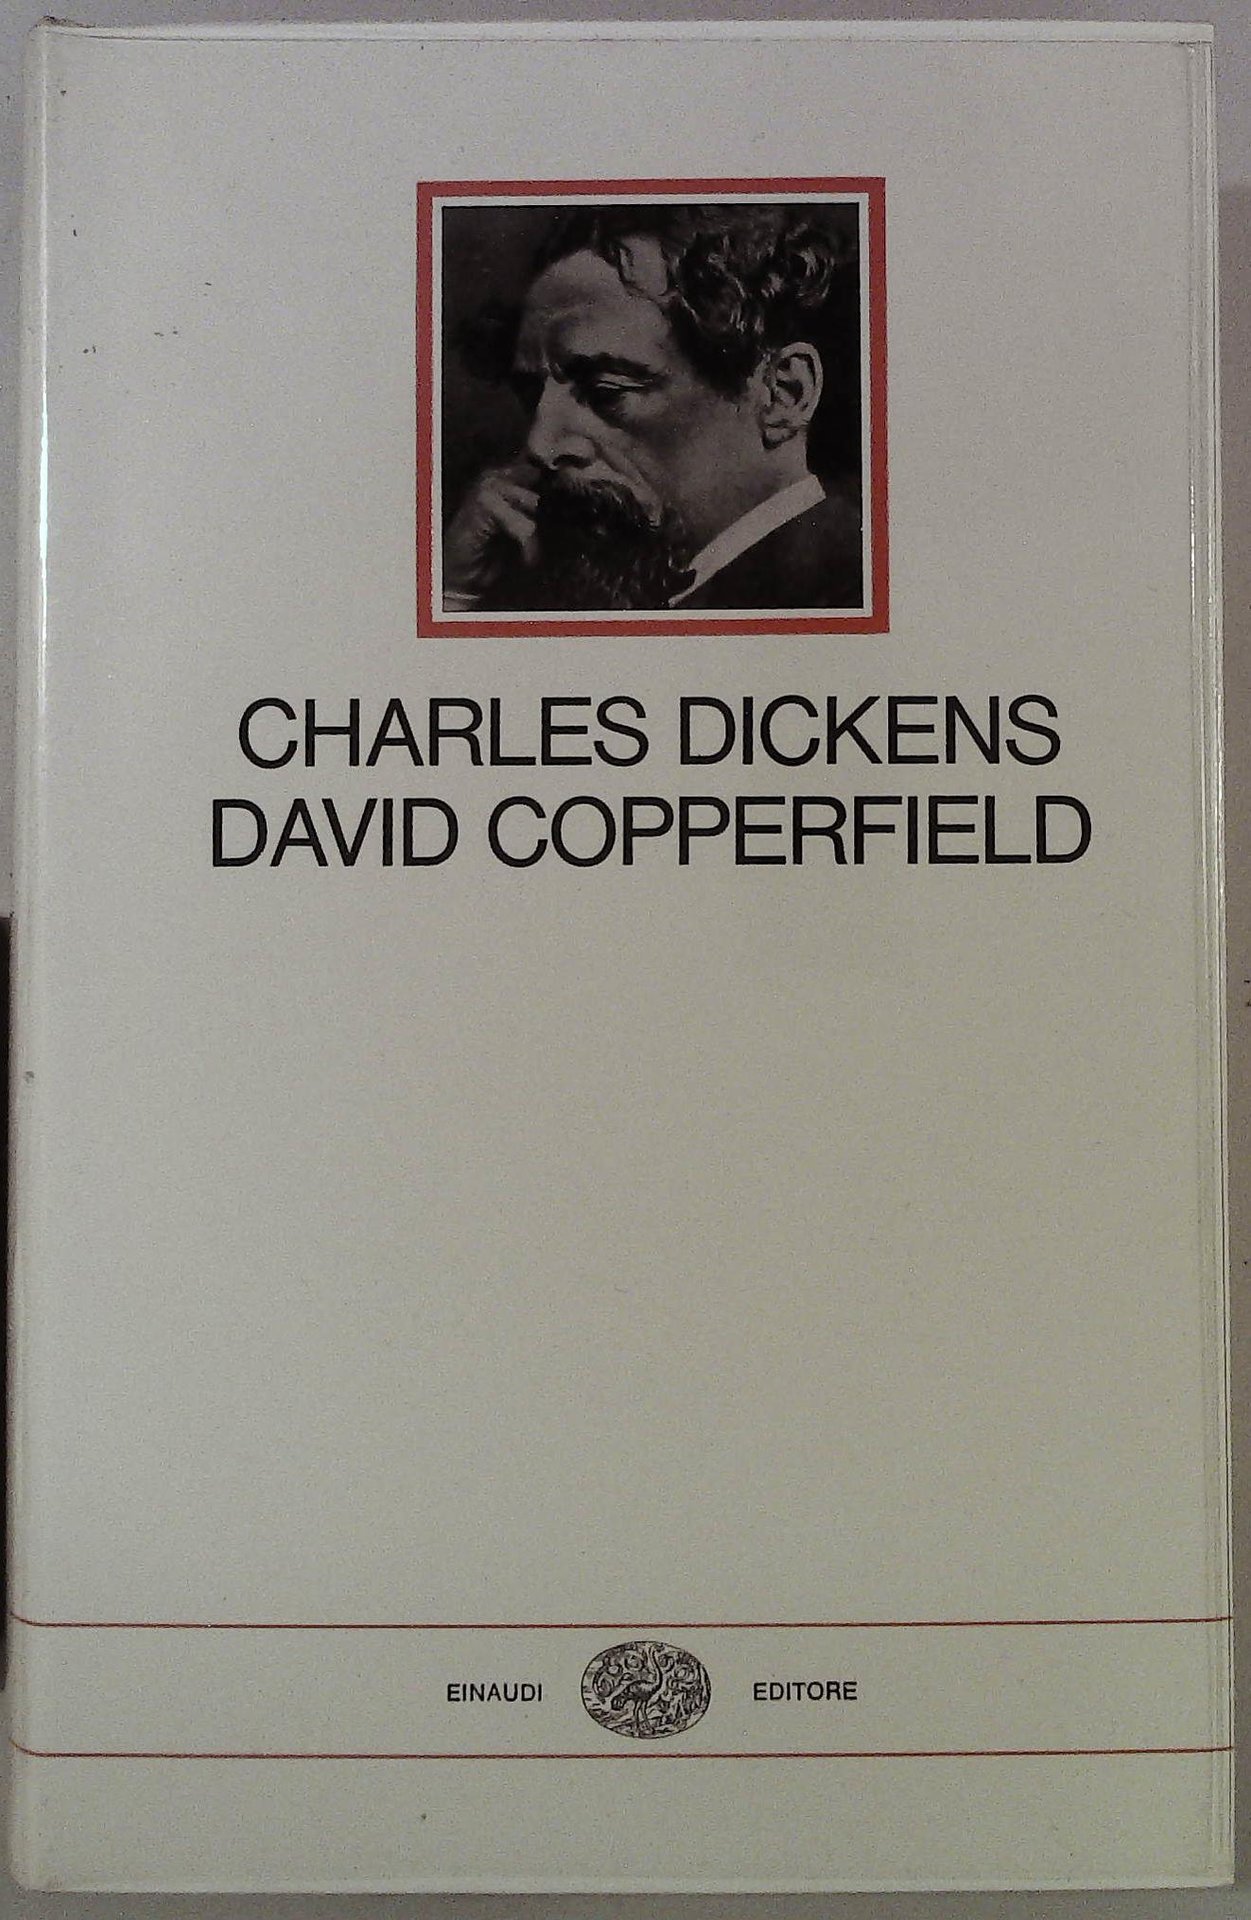 CHARLES DICKENS
DAVID COPPERFIELD
EINAUDI EDITORE